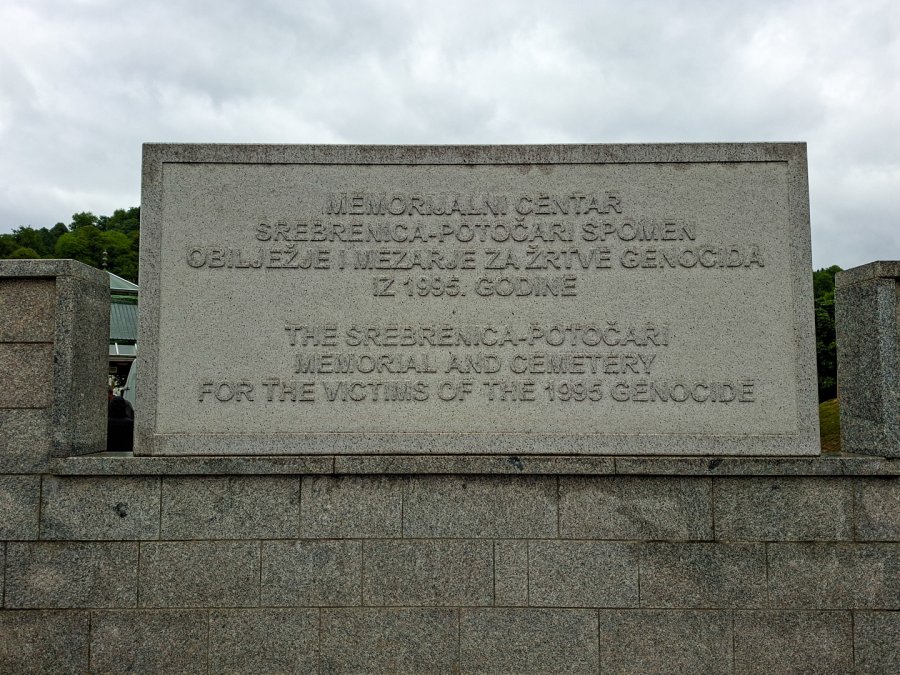 MEMORIJALNI CENTAR
SREBRENICA-POTOČARI SPOMEN
OBILJEŽJE I MEZARJE ZA ŽRTVE GENOCIDA
IZ 1995. GODINE
THE SREBRENICA-POTOČARI
MEMORIAL AND CEMETERY
FOR THE VICTIMS OF THE 1995 GENOCIDE